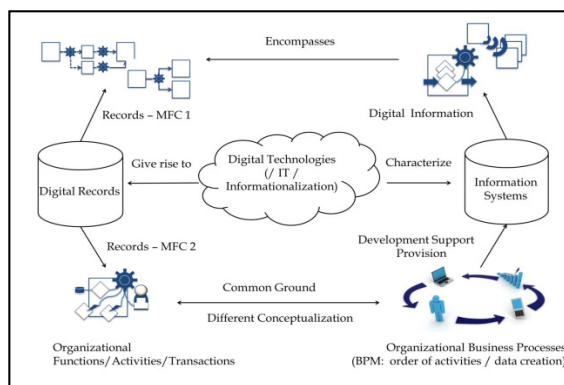 Encompasses
Records – MFC 1
Digital Information
Digital Records
Give rise to
Digital Technologies
(/ IT /
Informationalization)
Characterize
Information
Systems
Records – MFC 2
Development Support
Provision
Common Ground
Different Conceptualization
Organizational
Functions/Activities/Transactions
Organizational Business Processes
(BPM: order of activities / data creation)